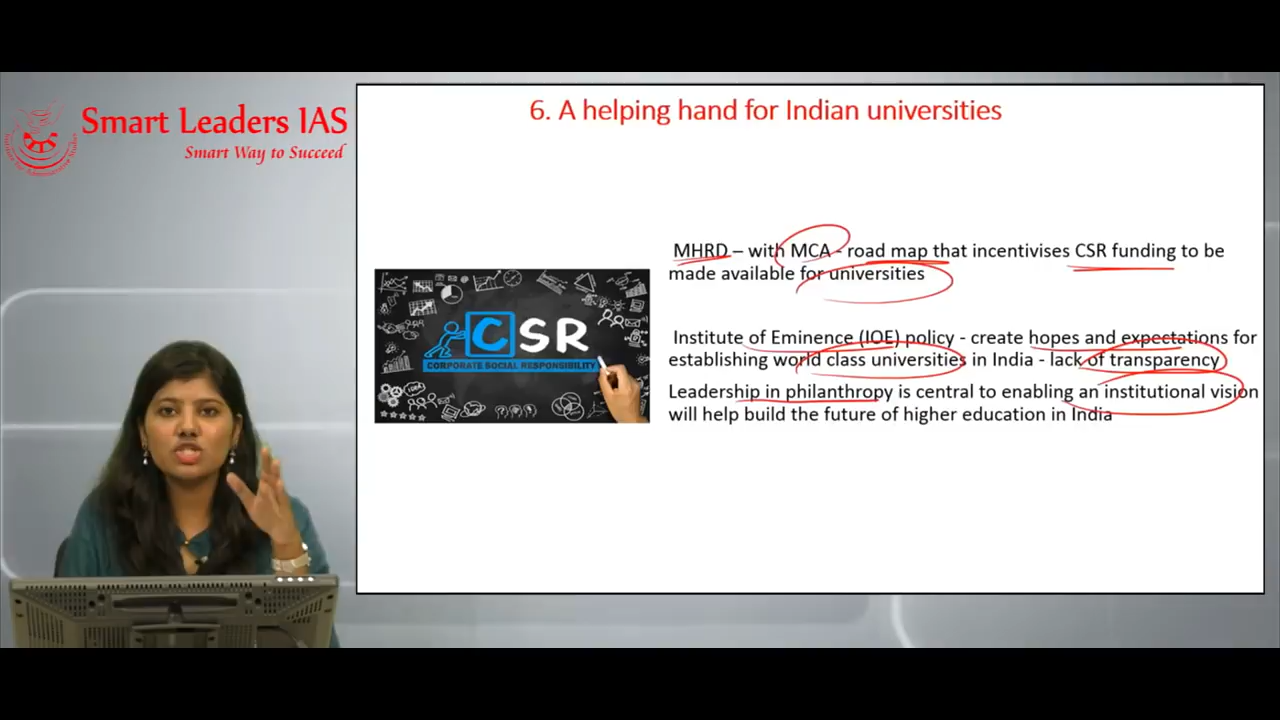 Smart Leaders IAS
Smart Way to Succeed
6. A helping hand for Indian universities
MHRD – with MCA - road map that incentivises CSR funding to be
made available for universities
CSR
CORPORATE SOCIAL RESPONSIBILITY
Institute of Eminence (IOE) policy - create hopes and expectations for
establishing world class universities in India - lack of transparency
Leadership in philanthropy is central to enabling an institutional vision
will help build the future of higher education in India